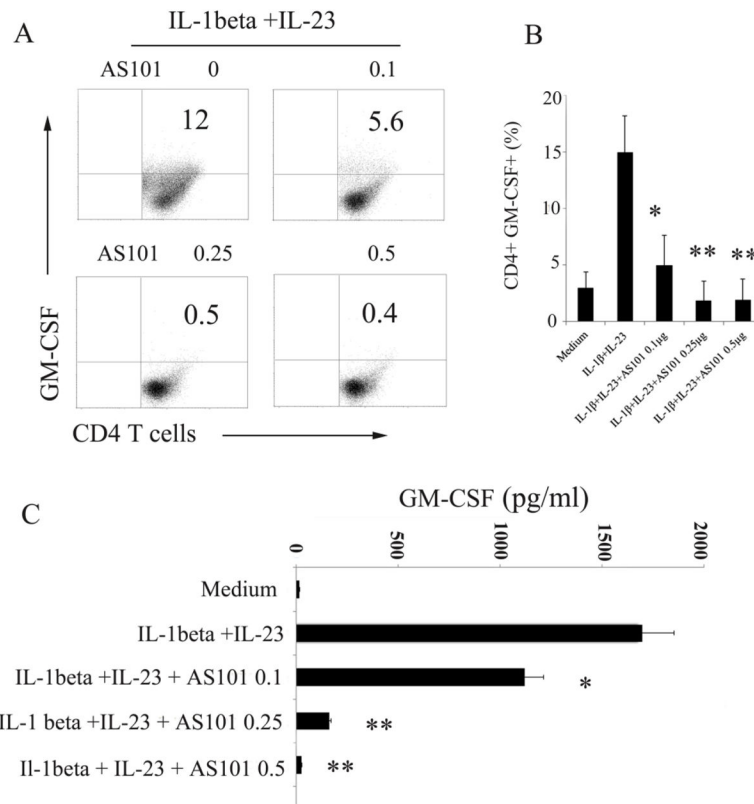 A
IL-1beta +IL-23
AS101 0 0.1
12 5.6
AS101 0.25 0.5
0.5 0.4
GM-CSF
CD4 T cells
B
CD4+ GM-CSF+ (%)
20
15
10
5
0
Medium
IL-1β+IL-23
IL-1β+IL-23+AS101 0.1µg
IL-1β+IL-23+AS101 0.25µg
IL-1β+IL-23+AS101 0.5µg
*
**
**
C
GM-CSF (pg/ml)
0 500 1000 1500 2000
Medium
IL-1beta +IL-23
IL-1beta +IL-23 + AS101 0.1 *
IL-1 beta +IL-23 + AS101 0.25 **
Il-1beta + IL-23 + AS101 0.5 **